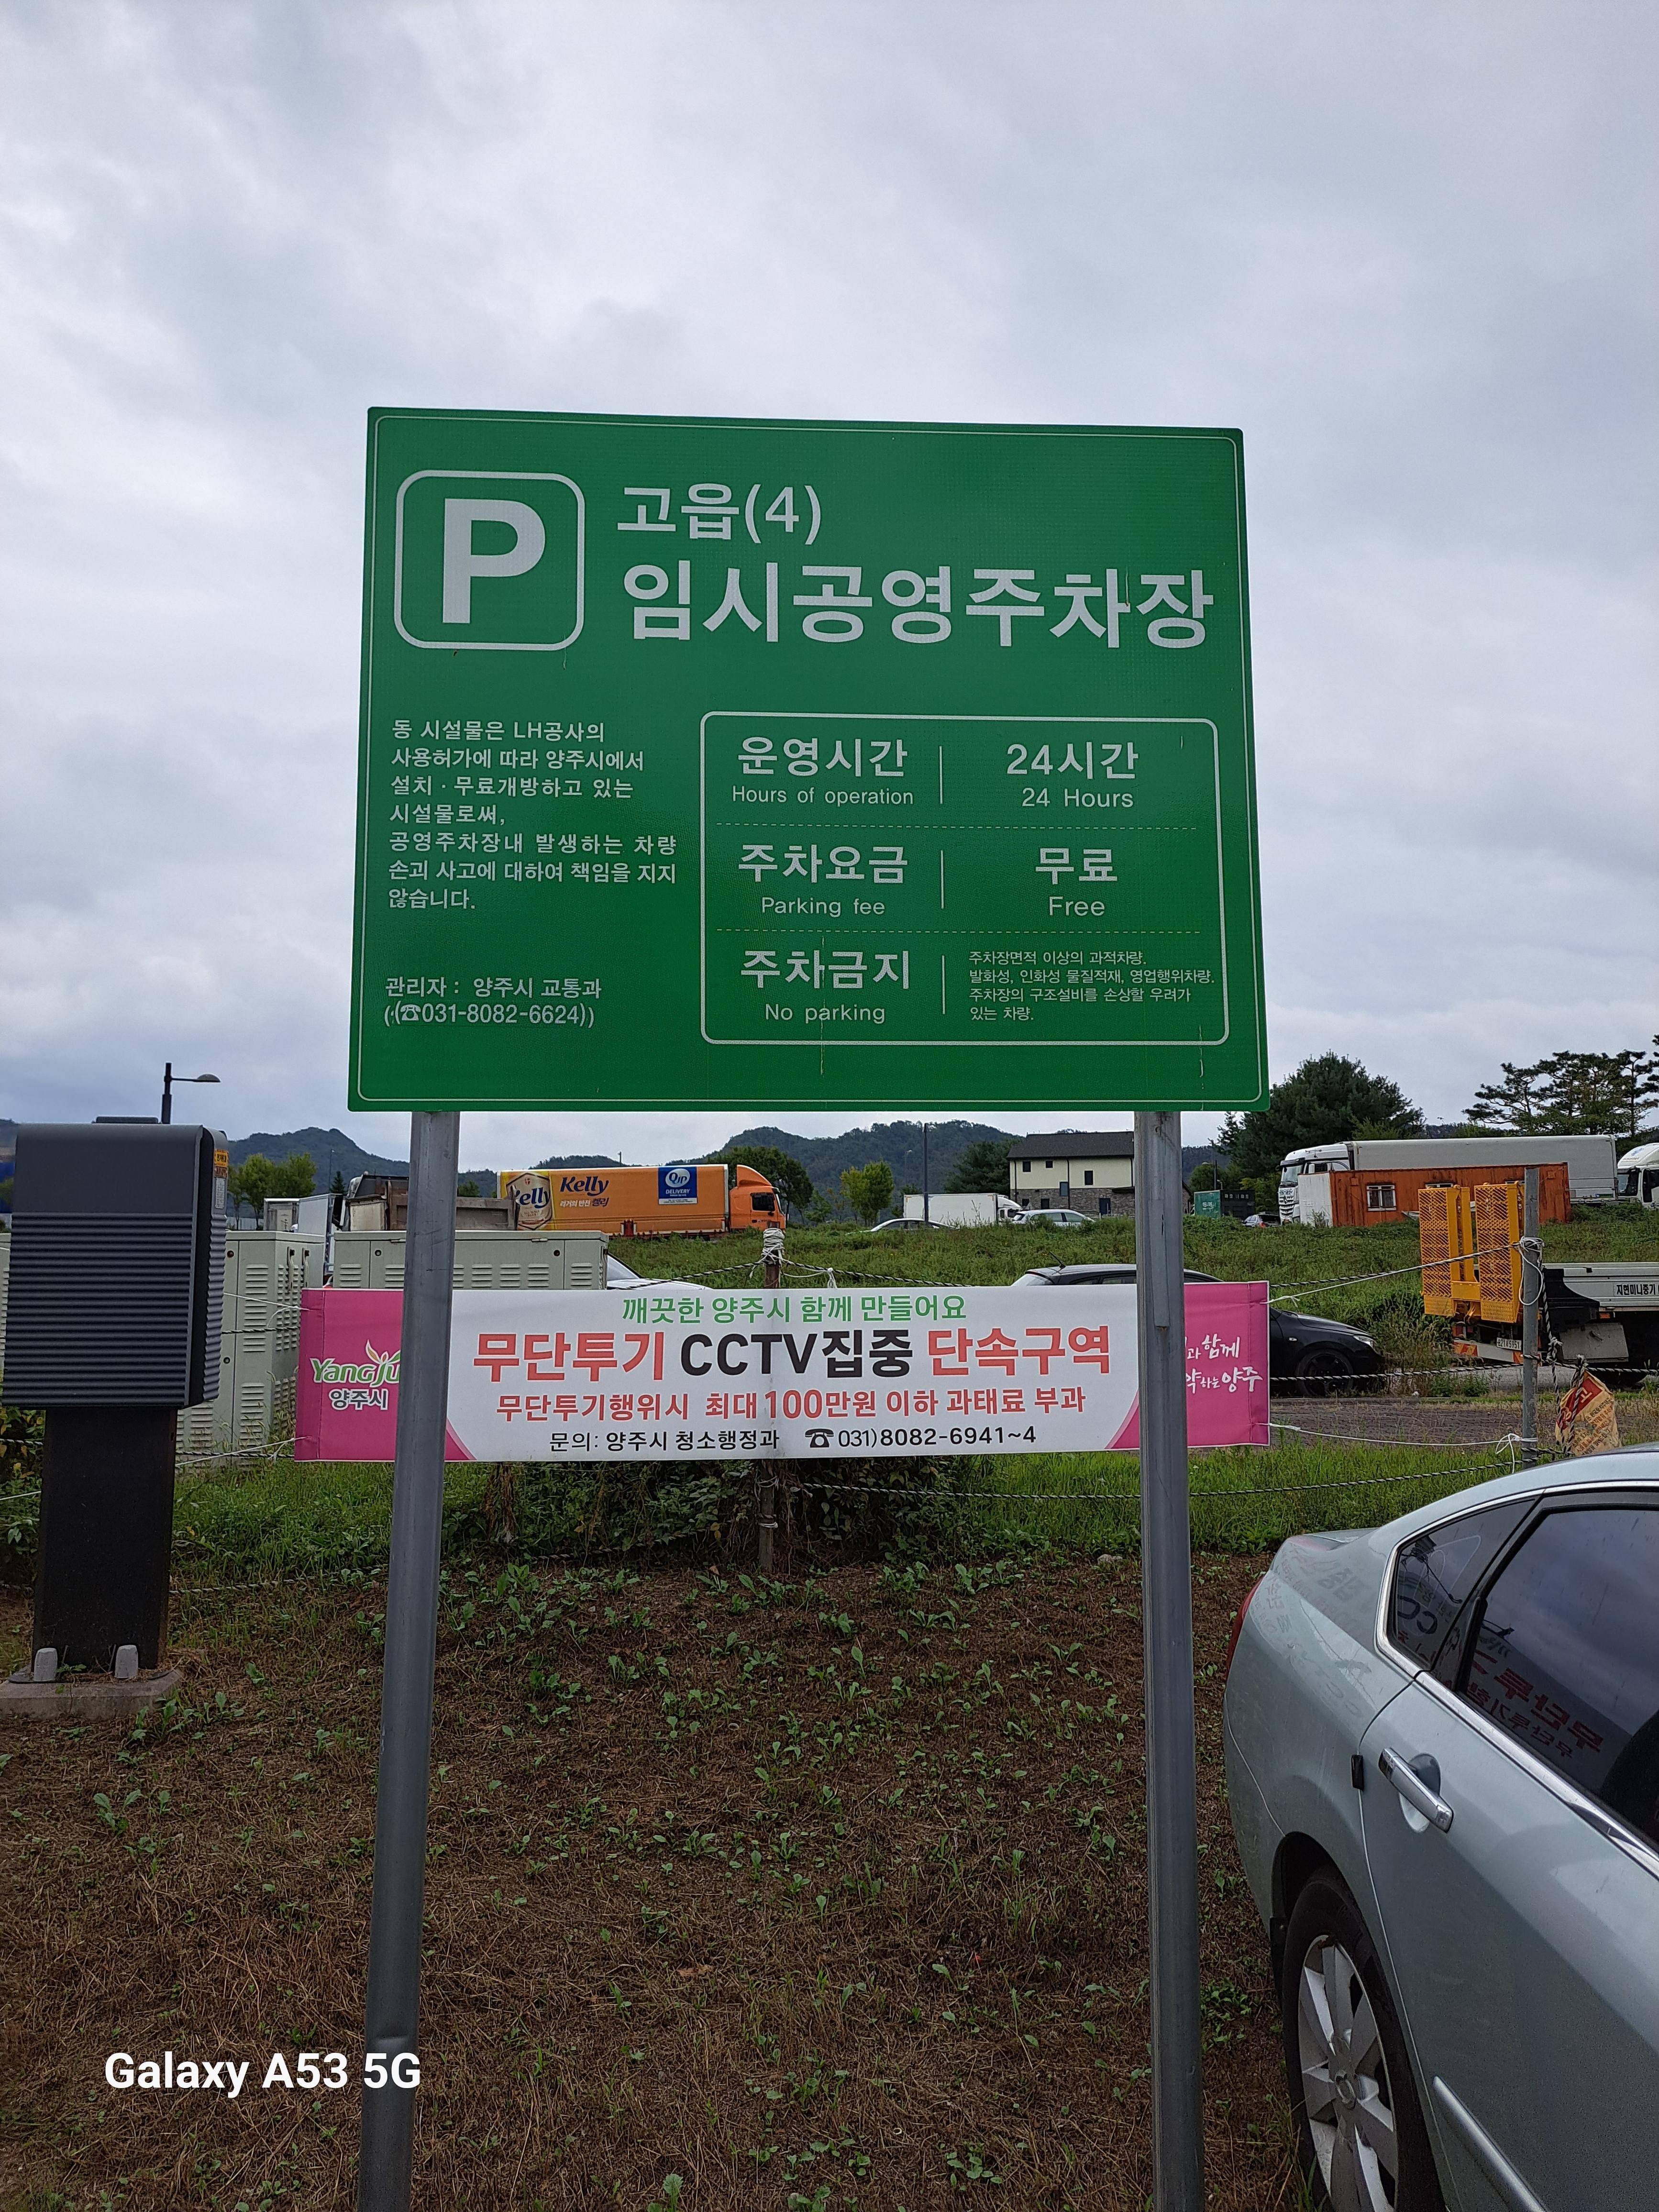 P
고읍(4)
임시공영주차장
동 시설물은 LH공사의
사용허가에 따라 양주시에서
설치·무료개방하고 있는
시설물로써,
공영주차장내 발생하는 차량
손괴 사고에 대하여 책임을 지지
않습니다.
관리자 : 양주시 교통과
((☎031-8082-6624))
운영시간 24시간
Hours of operation 24 Hours
주차요금 무료
Parking fee Free
주차금지
No parking
주차장면적 이상의 과적차량.
발화성, 인화성 물질적재, 영업행위차량.
주차장의 구조설비를 손상할 우려가
있는 차량.
Kelly
Kelly
QIP
DELIVERY
깨끗한 양주시 함께 만들어요
무단투기 CCTV집중 단속구역
무단투기행위시 최대 100만원 이하 과태료 부과
문의: 양주시 청소행정과 ☎031)8082-6941~4
YangJu
양주시
과 함께
약하는 양주
Galaxy A53 5G